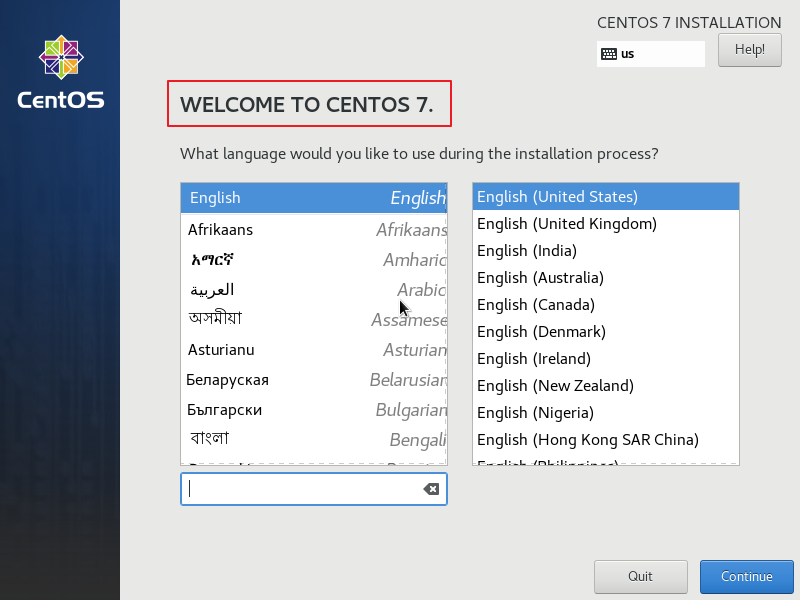 CentOS
CENTOS 7 INSTALLATION
us
Help!
WELCOME TO CENTOS 7.
What language would you like to use during the installation process?
English English
Afrikaans Afrikaans
አማርኛ Amharic
العربية Arabic
অসমীয়া Assamese
Asturianu Asturian
Беларуская Belarusian
Български Bulgarian
বাংলা Bengali
English (United States)
English (United Kingdom)
English (India)
English (Australia)
English (Canada)
English (Denmark)
English (Ireland)
English (New Zealand)
English (Nigeria)
English (Hong Kong SAR China)
English (Philippines)
Quit
Continue